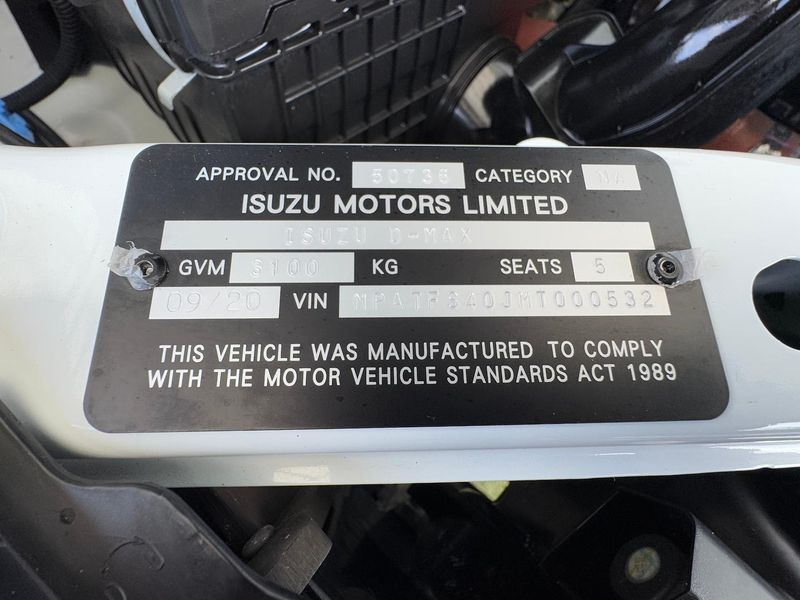 APPROVAL NO. 50736 CATEGORY NA
ISUZU MOTORS LIMITED
ISUZU D-MAX
GVM 3100 KG SEATS 5
09/20 VIN MPATFS40JMT000532
THIS VEHICLE WAS MANUFACTURED TO COMPLY
WITH THE MOTOR VEHICLE STANDARDS ACT 1989